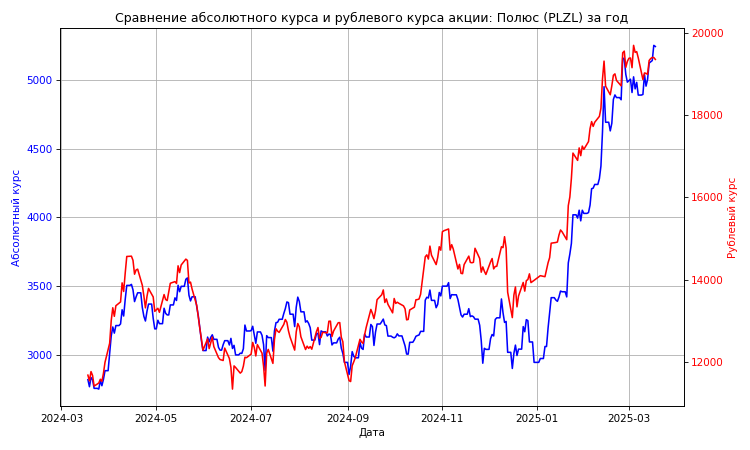 Сравнение абсолютного курса и рублевого курса акции: Полюс (PLZL) за год
Абсолютный курс
5000
4500
4000
3500
3000
20000
18000
16000
14000
12000
Рублевый курс
2024-03 2024-05 2024-07 2024-09 2024-11 2025-01 2025-03
Дата